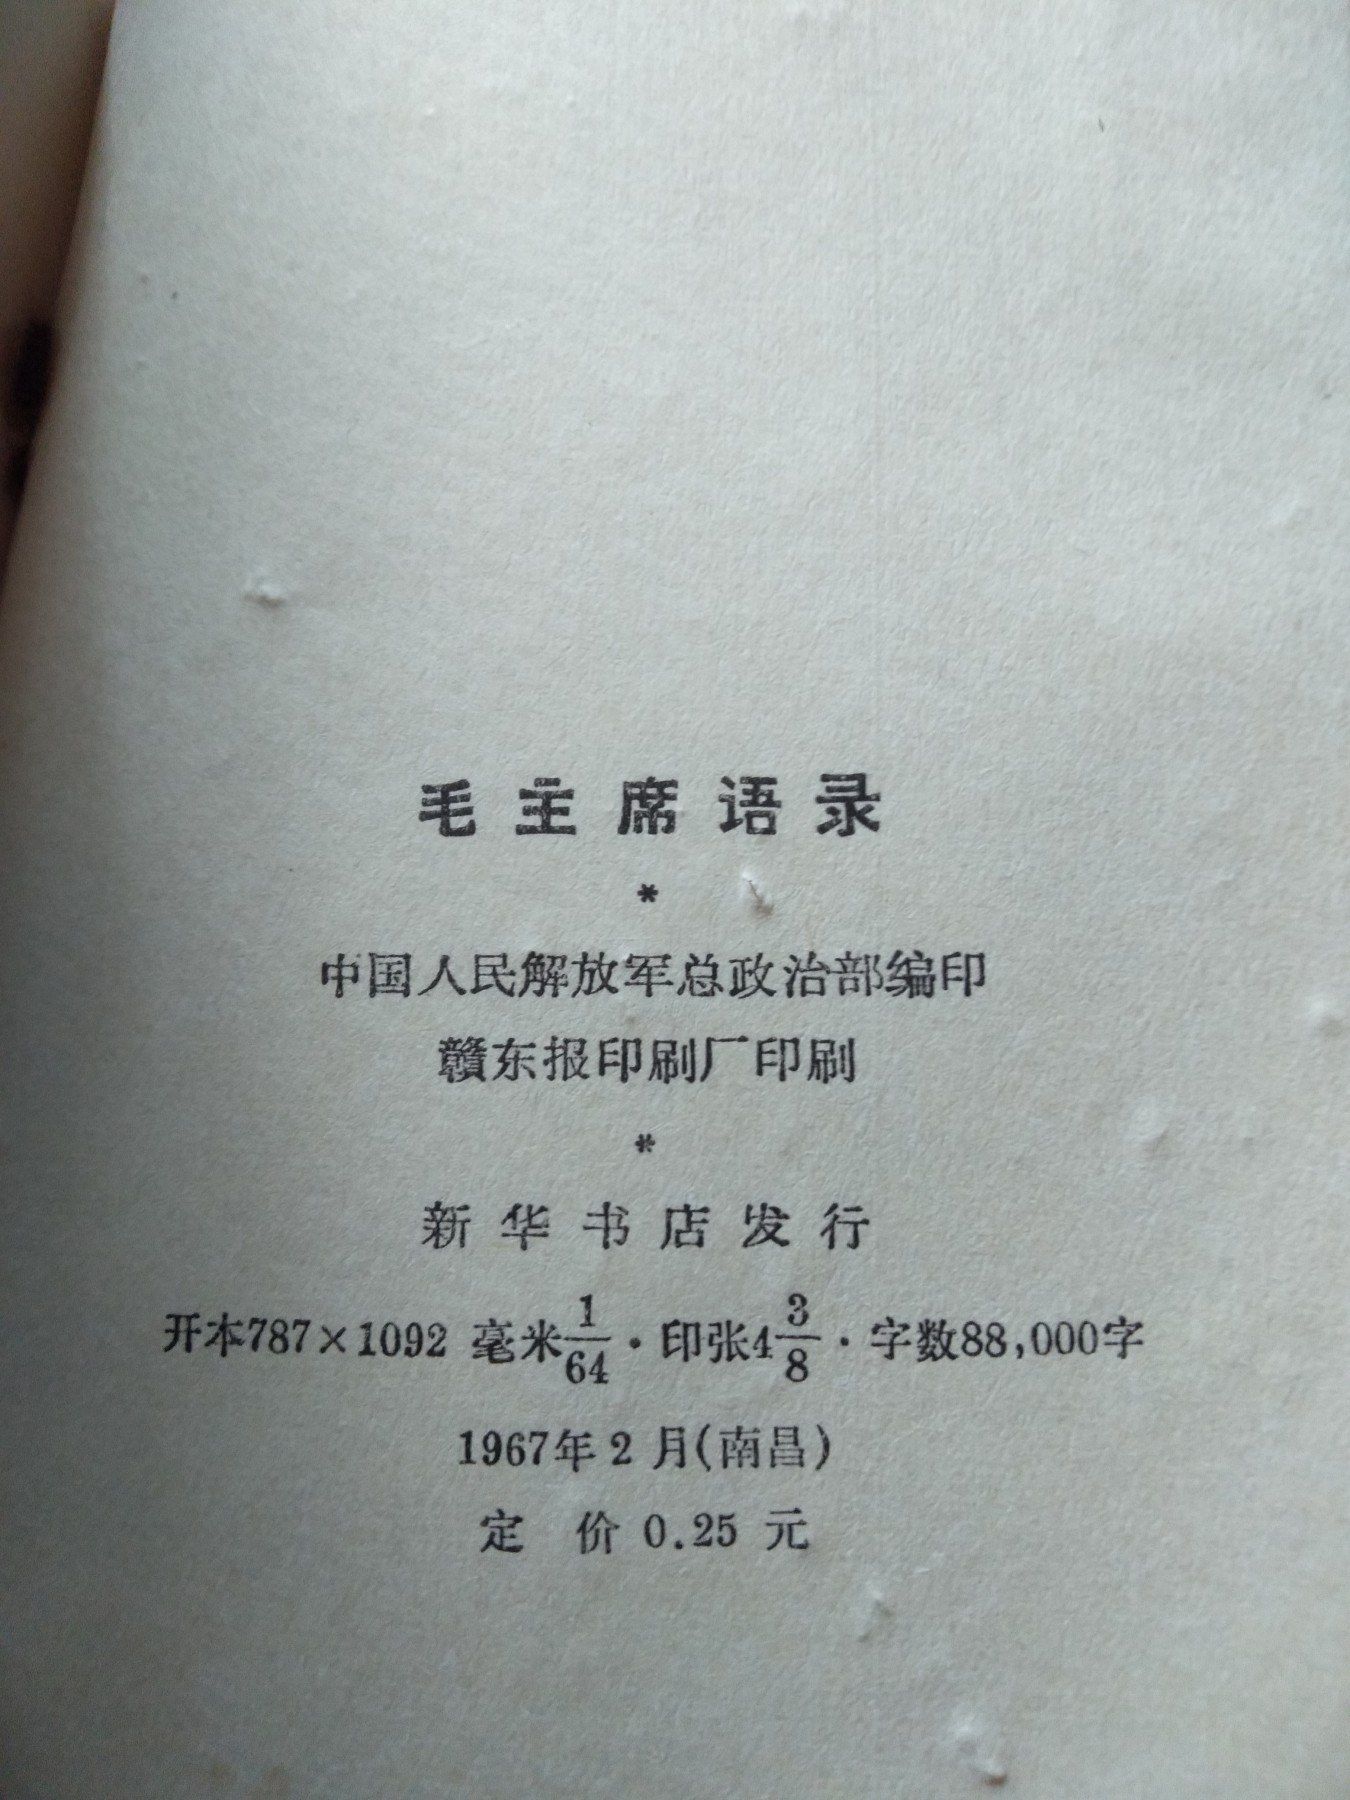 毛主席语录
*
中国人民解放军总政治部编印
赣东报印刷厂印刷
*
新华书店发行
开本787×1092 毫米1/64·印张4 3/8·字数88,000字
1967年2月(南昌)
定 价 0.25 元